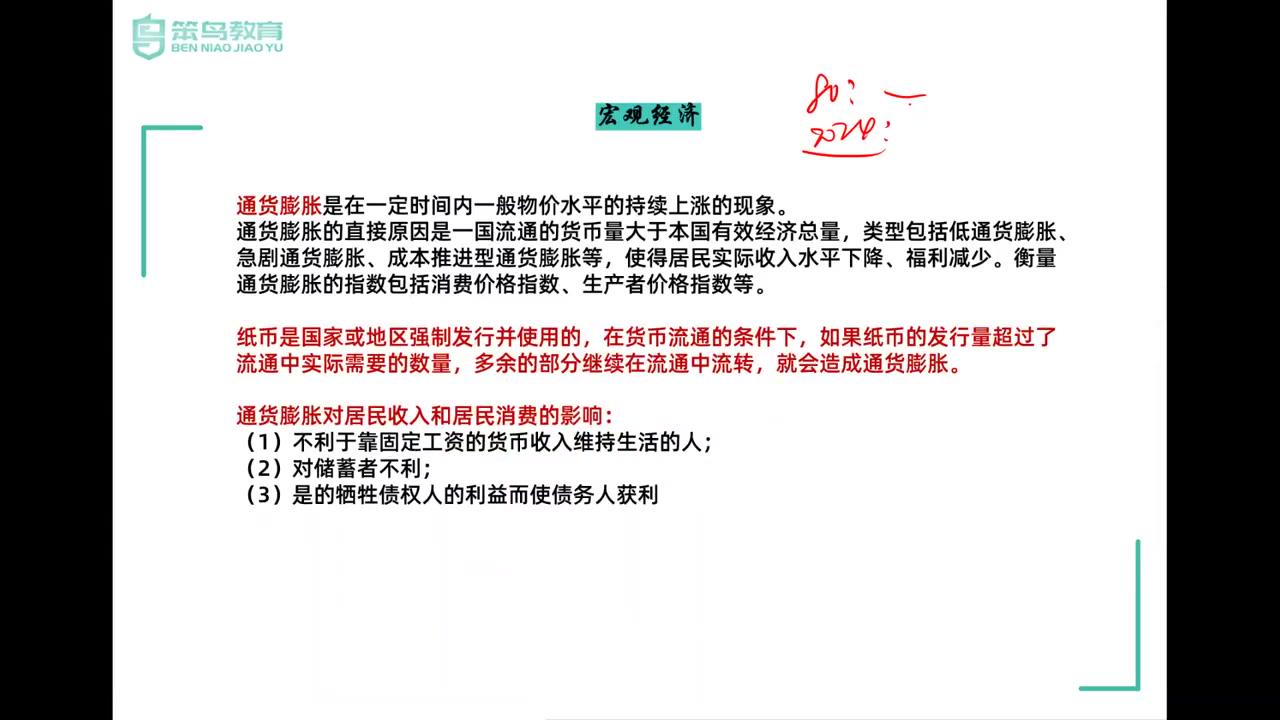 笨鸟教育
BEN NIAO JIAO YU
80: 一
宏观经济
2024:
通货膨胀是在一定时间内一般物价水平的持续上涨的现象。
通货膨胀的直接原因是一国流通的货币量大于本国有效经济总量，类型包括低通货膨胀、
急剧通货膨胀、成本推进型通货膨胀等，使得居民实际收入水平下降、福利减少。衡量
通货膨胀的指数包括消费价格指数、生产者价格指数等。
纸币是国家或地区强制发行并使用的，在货币流通的条件下，如果纸币的发行量超过了
流通中实际需要的数量，多余的部分继续在流通中流转，就会造成通货膨胀。
通货膨胀对居民收入和居民消费的影响：
（1）不利于靠固定工资的货币收入维持生活的人；
（2）对储蓄者不利；
（3）是的牺牲债权人的利益而使债务人获利